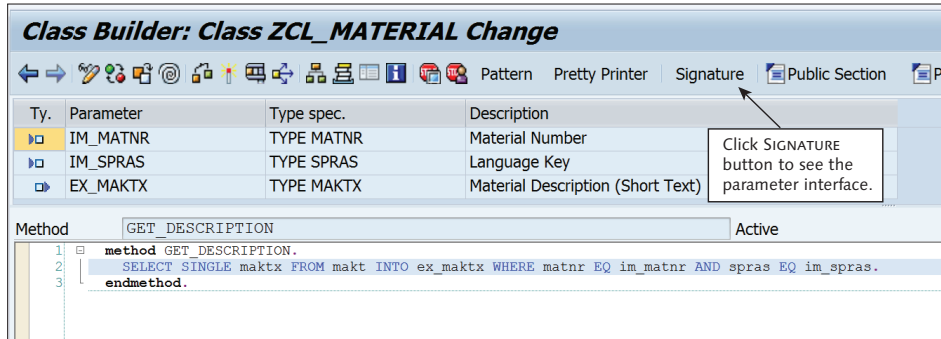 Class Builder: Class ZCL_MATERIAL Change
Pattern Pretty Printer Signature Public Section P
Ty. Parameter Type spec. Description
IM_MATNR TYPE MATNR Material Number
IM_SPRAS TYPE SPRAS Language Key
EX_MAKTX TYPE MAKTX Material Description (Short Text)
Click SIGNATURE
button to see the
parameter interface.
Method GET_DESCRIPTION Active
1 method GET_DESCRIPTION.
2 SELECT SINGLE maktx FROM makt INTO ex_maktx WHERE matnr EQ im_matnr AND spras EQ im_spras.
3 endmethod.